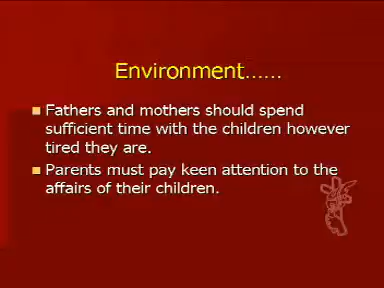 Environment......
Fathers and mothers should spend
sufficient time with the children however
tired they are.
Parents must pay keen attention to the
affairs of their children.